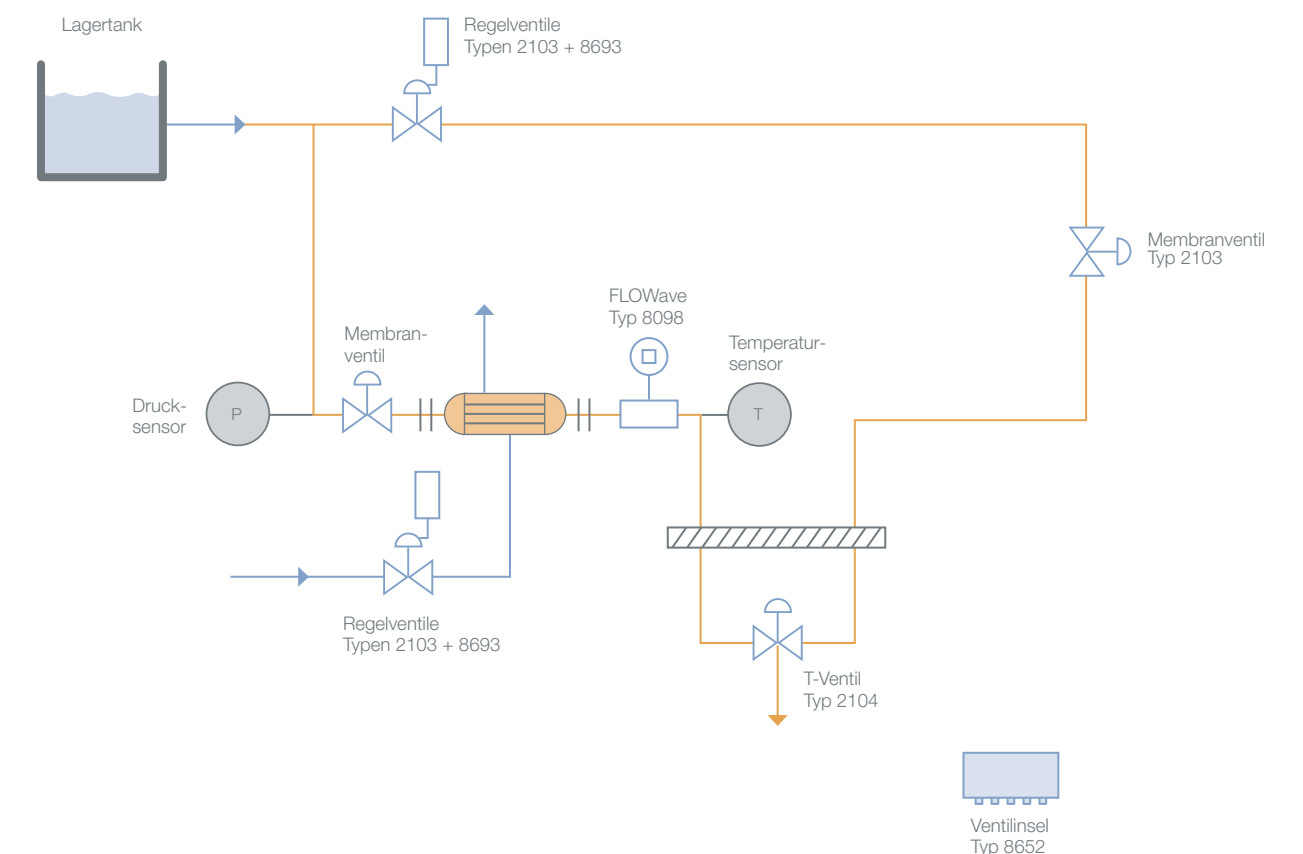 Lagertank
Regelventile
Typen 2103 + 8693
Membranventil
Typ 2103
FLOWave
Typ 8098
Membran-
ventil
Temperatur-
sensor
Druck-
sensor
P
T
Regelventile
Typen 2103 + 8693
T-Ventil
Typ 2104
Ventilinsel
Typ 8652